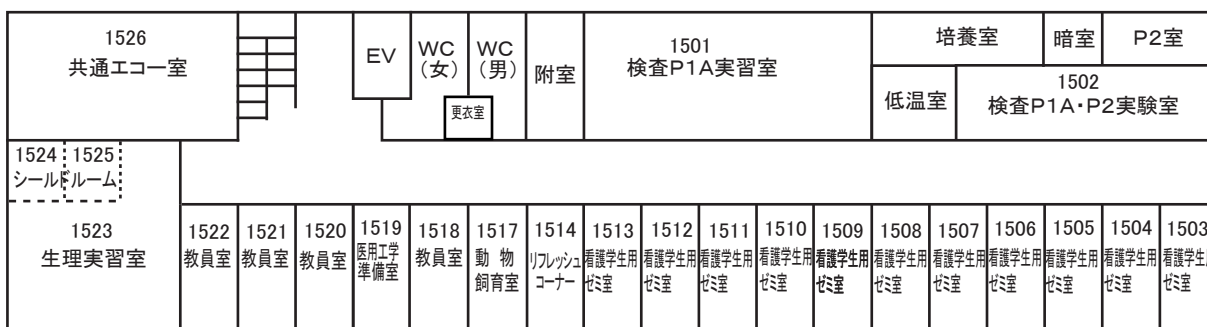 1526
共通エコー室
EV
WC
(女)
WC
(男)
更衣室
附室
1501
検査P1A実習室
培養室
暗室
P2室
低温室
1502
検査P1A・P2実験室
1524
1525
シールドルーム
1523
生理実習室
1522
教員室
1521
教員室
1520
教員室
1519
医用工学
準備室
1518
教員室
1517
動物
飼育室
1514
リフレッシュ
コーナー
1513
看護学生用
ゼミ室
1512
看護学生用
ゼミ室
1511
看護学生用
ゼミ室
1510
看護学生用
ゼミ室
1509
看護学生用
ゼミ室
1508
看護学生用
ゼミ室
1507
看護学生用
ゼミ室
1506
看護学生用
ゼミ室
1505
看護学生用
ゼミ室
1504
看護学生用
ゼミ室
1503
看護学生用
ゼミ室